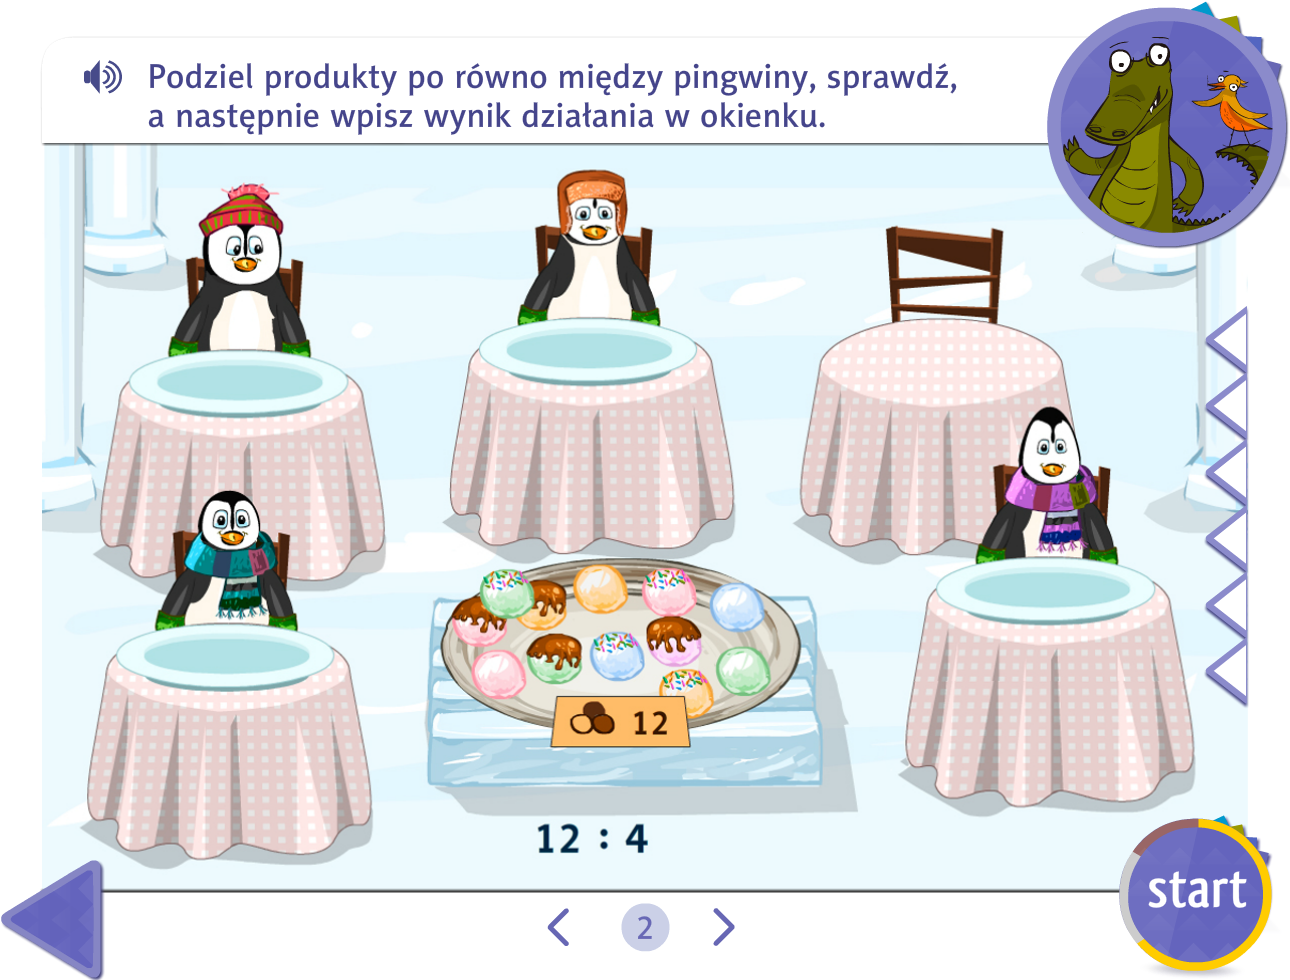 Podziel produkty po równo między pingwiny, sprawdź,
a następnie wpisz wynik działania w okienku.
12
12 : 4
start
2